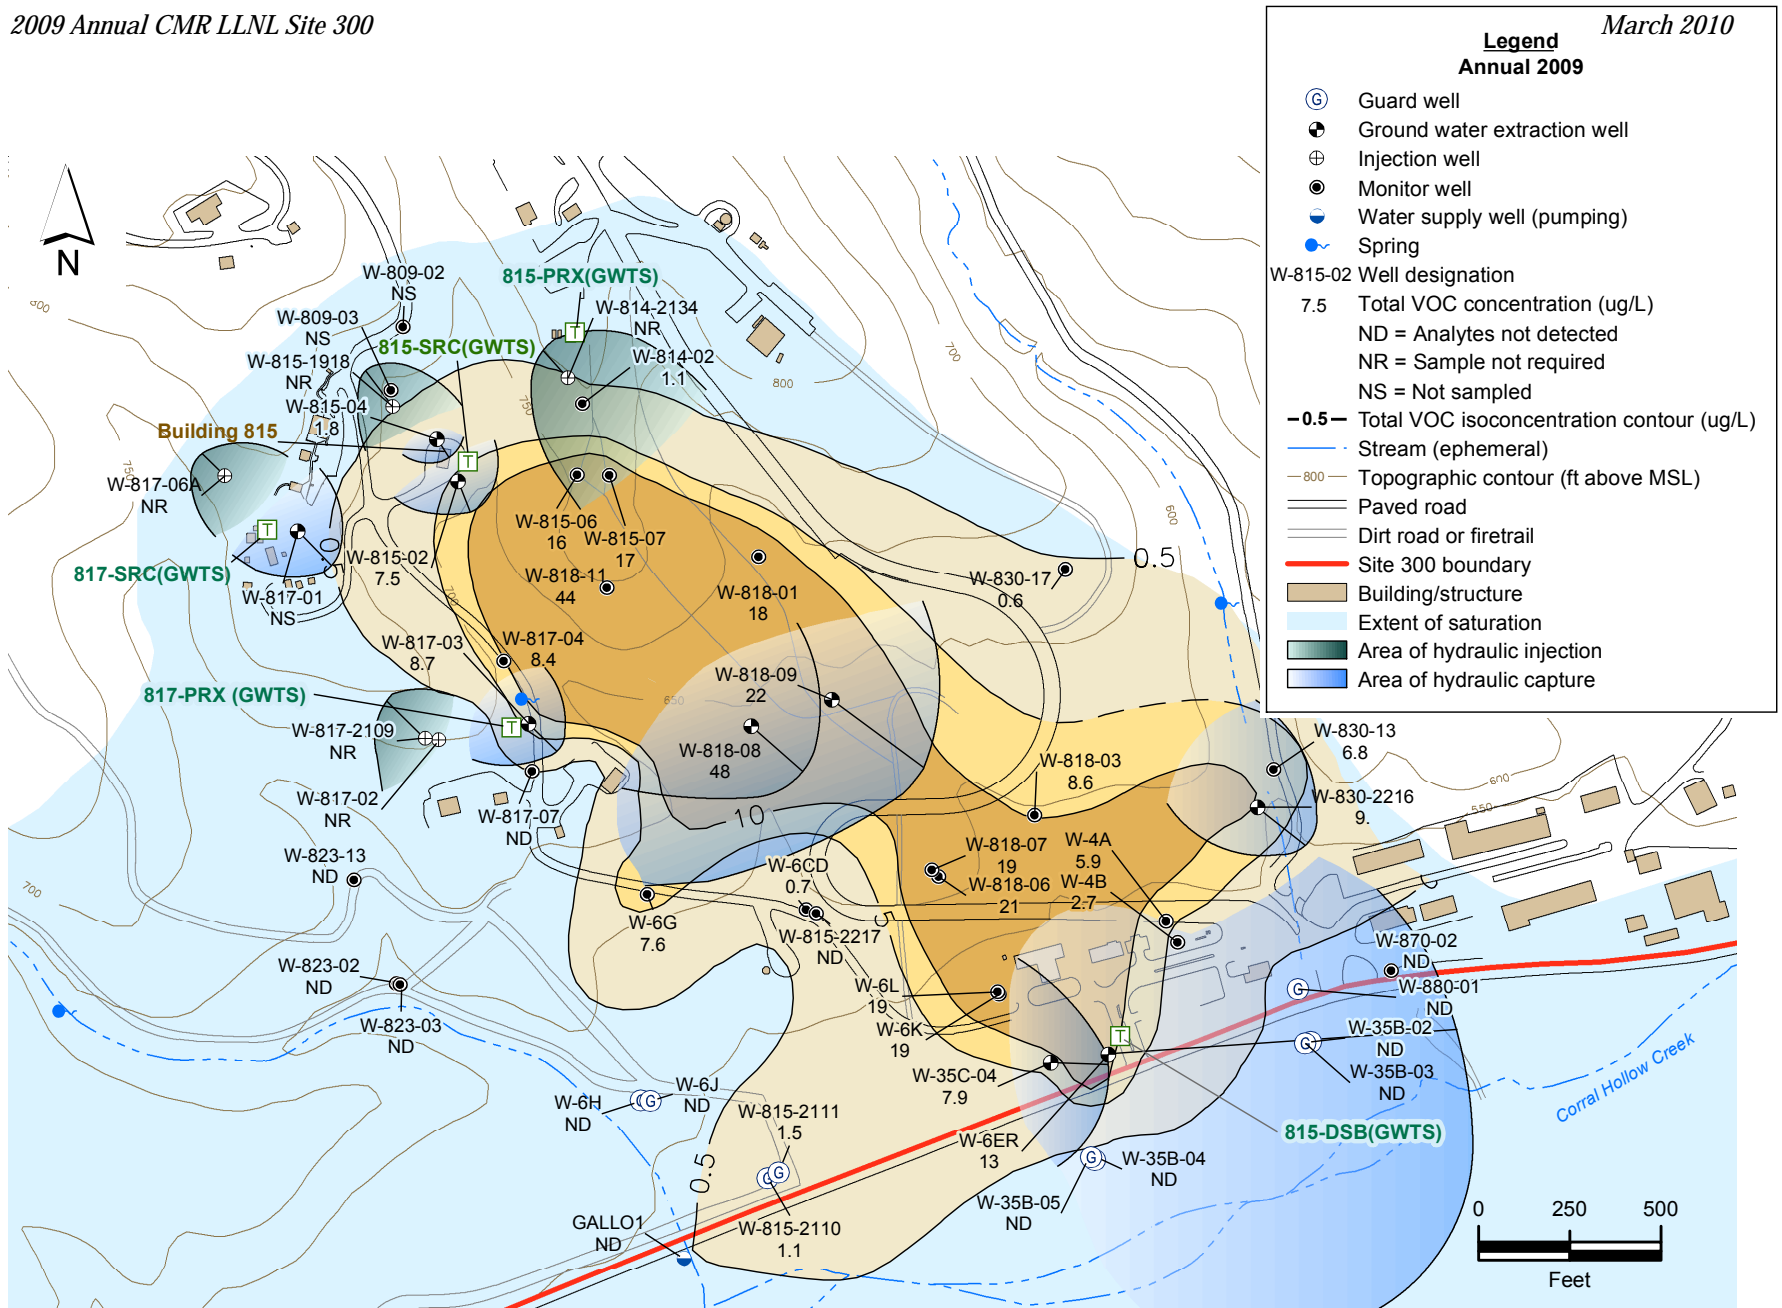 2009 Annual CMR LLNL Site 300
March 2010
Legend
Annual 2009
G Guard well
Ground water extraction well
Injection well
Monitor well
Water supply well (pumping)
Spring
W-815-02 Well designation
7.5 Total VOC concentration (ug/L)
ND = Analytes not detected
NR = Sample not required
NS = Not sampled
0.5 Total VOC isoconcentration contour (ug/L)
Stream (ephemeral)
800 Topographic contour (ft above MSL)
Paved road
Dirt road or firetrail
Site 300 boundary
Building/structure
Extent of saturation
Area of hydraulic injection
Area of hydraulic capture
N
800
W-809-02
NS
815-PRX(GWTS)
T
W-814-2134
NR
W-809-03
NS
815-SRC(GWTS)
W-814-02
1.1
700
800
W-815-1918
NR
750
W-815-04
1.8
Building 815
T
750
W-817-06A
NR
T
600
W-815-06
16
W-815-07
17
0.5
W-815-02
7.5
817-SRC(GWTS)
W-817-01
NS
W-818-11
44
W-818-01
18
W-830-17
0.6
700
W-817-03
8.7
W-817-04
8.4
W-818-09
22
817-PRX (GWTS)
650
T
W-817-2109
NR
W-818-08
48
W-818-03
8.6
W-830-13
6.8
600
W-817-02
NR
W-817-07
ND
10
W-830-2216
9.
550
W-823-13
ND
W-6CD
0.7
W-818-07
19
W-818-06
21
W-4A
5.9
W-4B
2.7
700
W-6G
7.6
W-815-2217
ND
W-870-02
ND
W-823-02
ND
W-6L
19
G
W-880-01
ND
W-823-03
ND
W-6K
19
T
G
W-35B-02
ND
W-35B-03
ND
W-35C-04
7.9
Corral Hollow Creek
W-6H
ND
G
W-6J
ND
W-815-2111
1.5
815-DSB(GWTS)
W-6ER
13
0.5
G
G
W-35B-04
ND
W-35B-05
ND
GALLO1
ND
W-815-2110
1.1
0 250 500
Feet